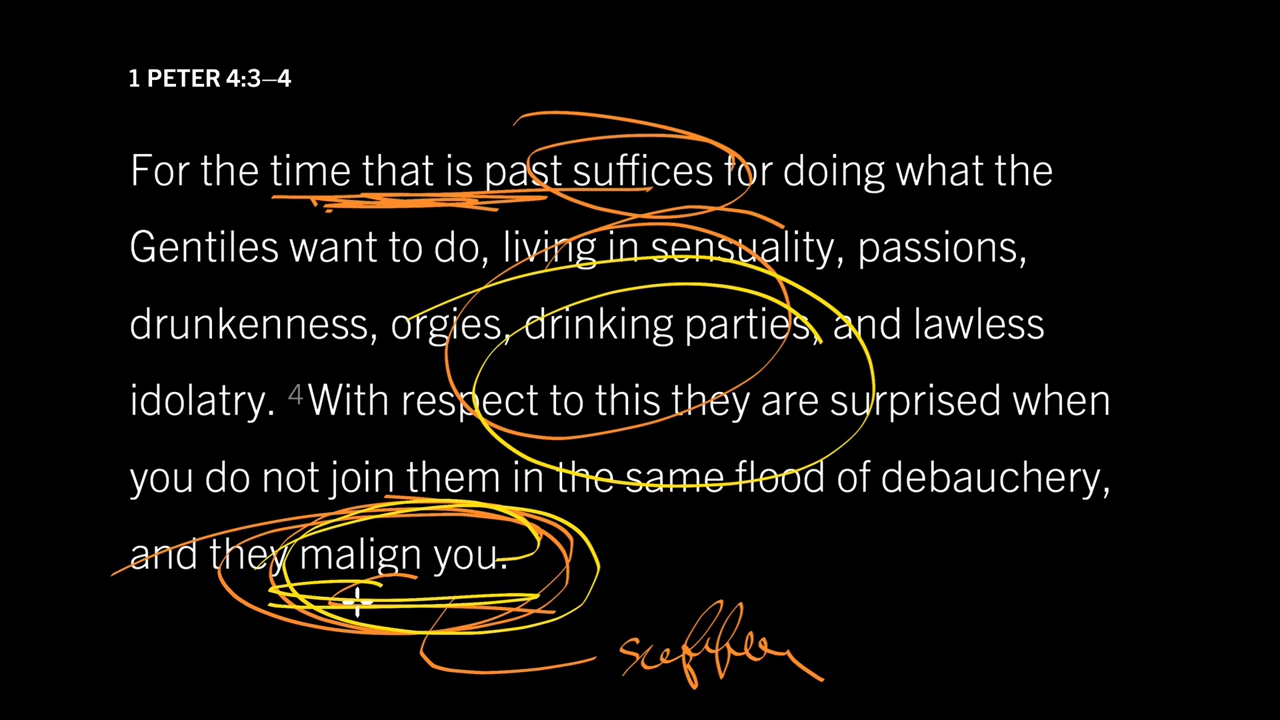 1 PETER 4:3–4
For the time that is past suffices for doing what the
Gentiles want to do, living in sensuality, passions,
drunkenness, orgies, drinking parties, and lawless
idolatry. 4 With respect to this they are surprised when
you do not join them in the same flood of debauchery,
and they malign you.